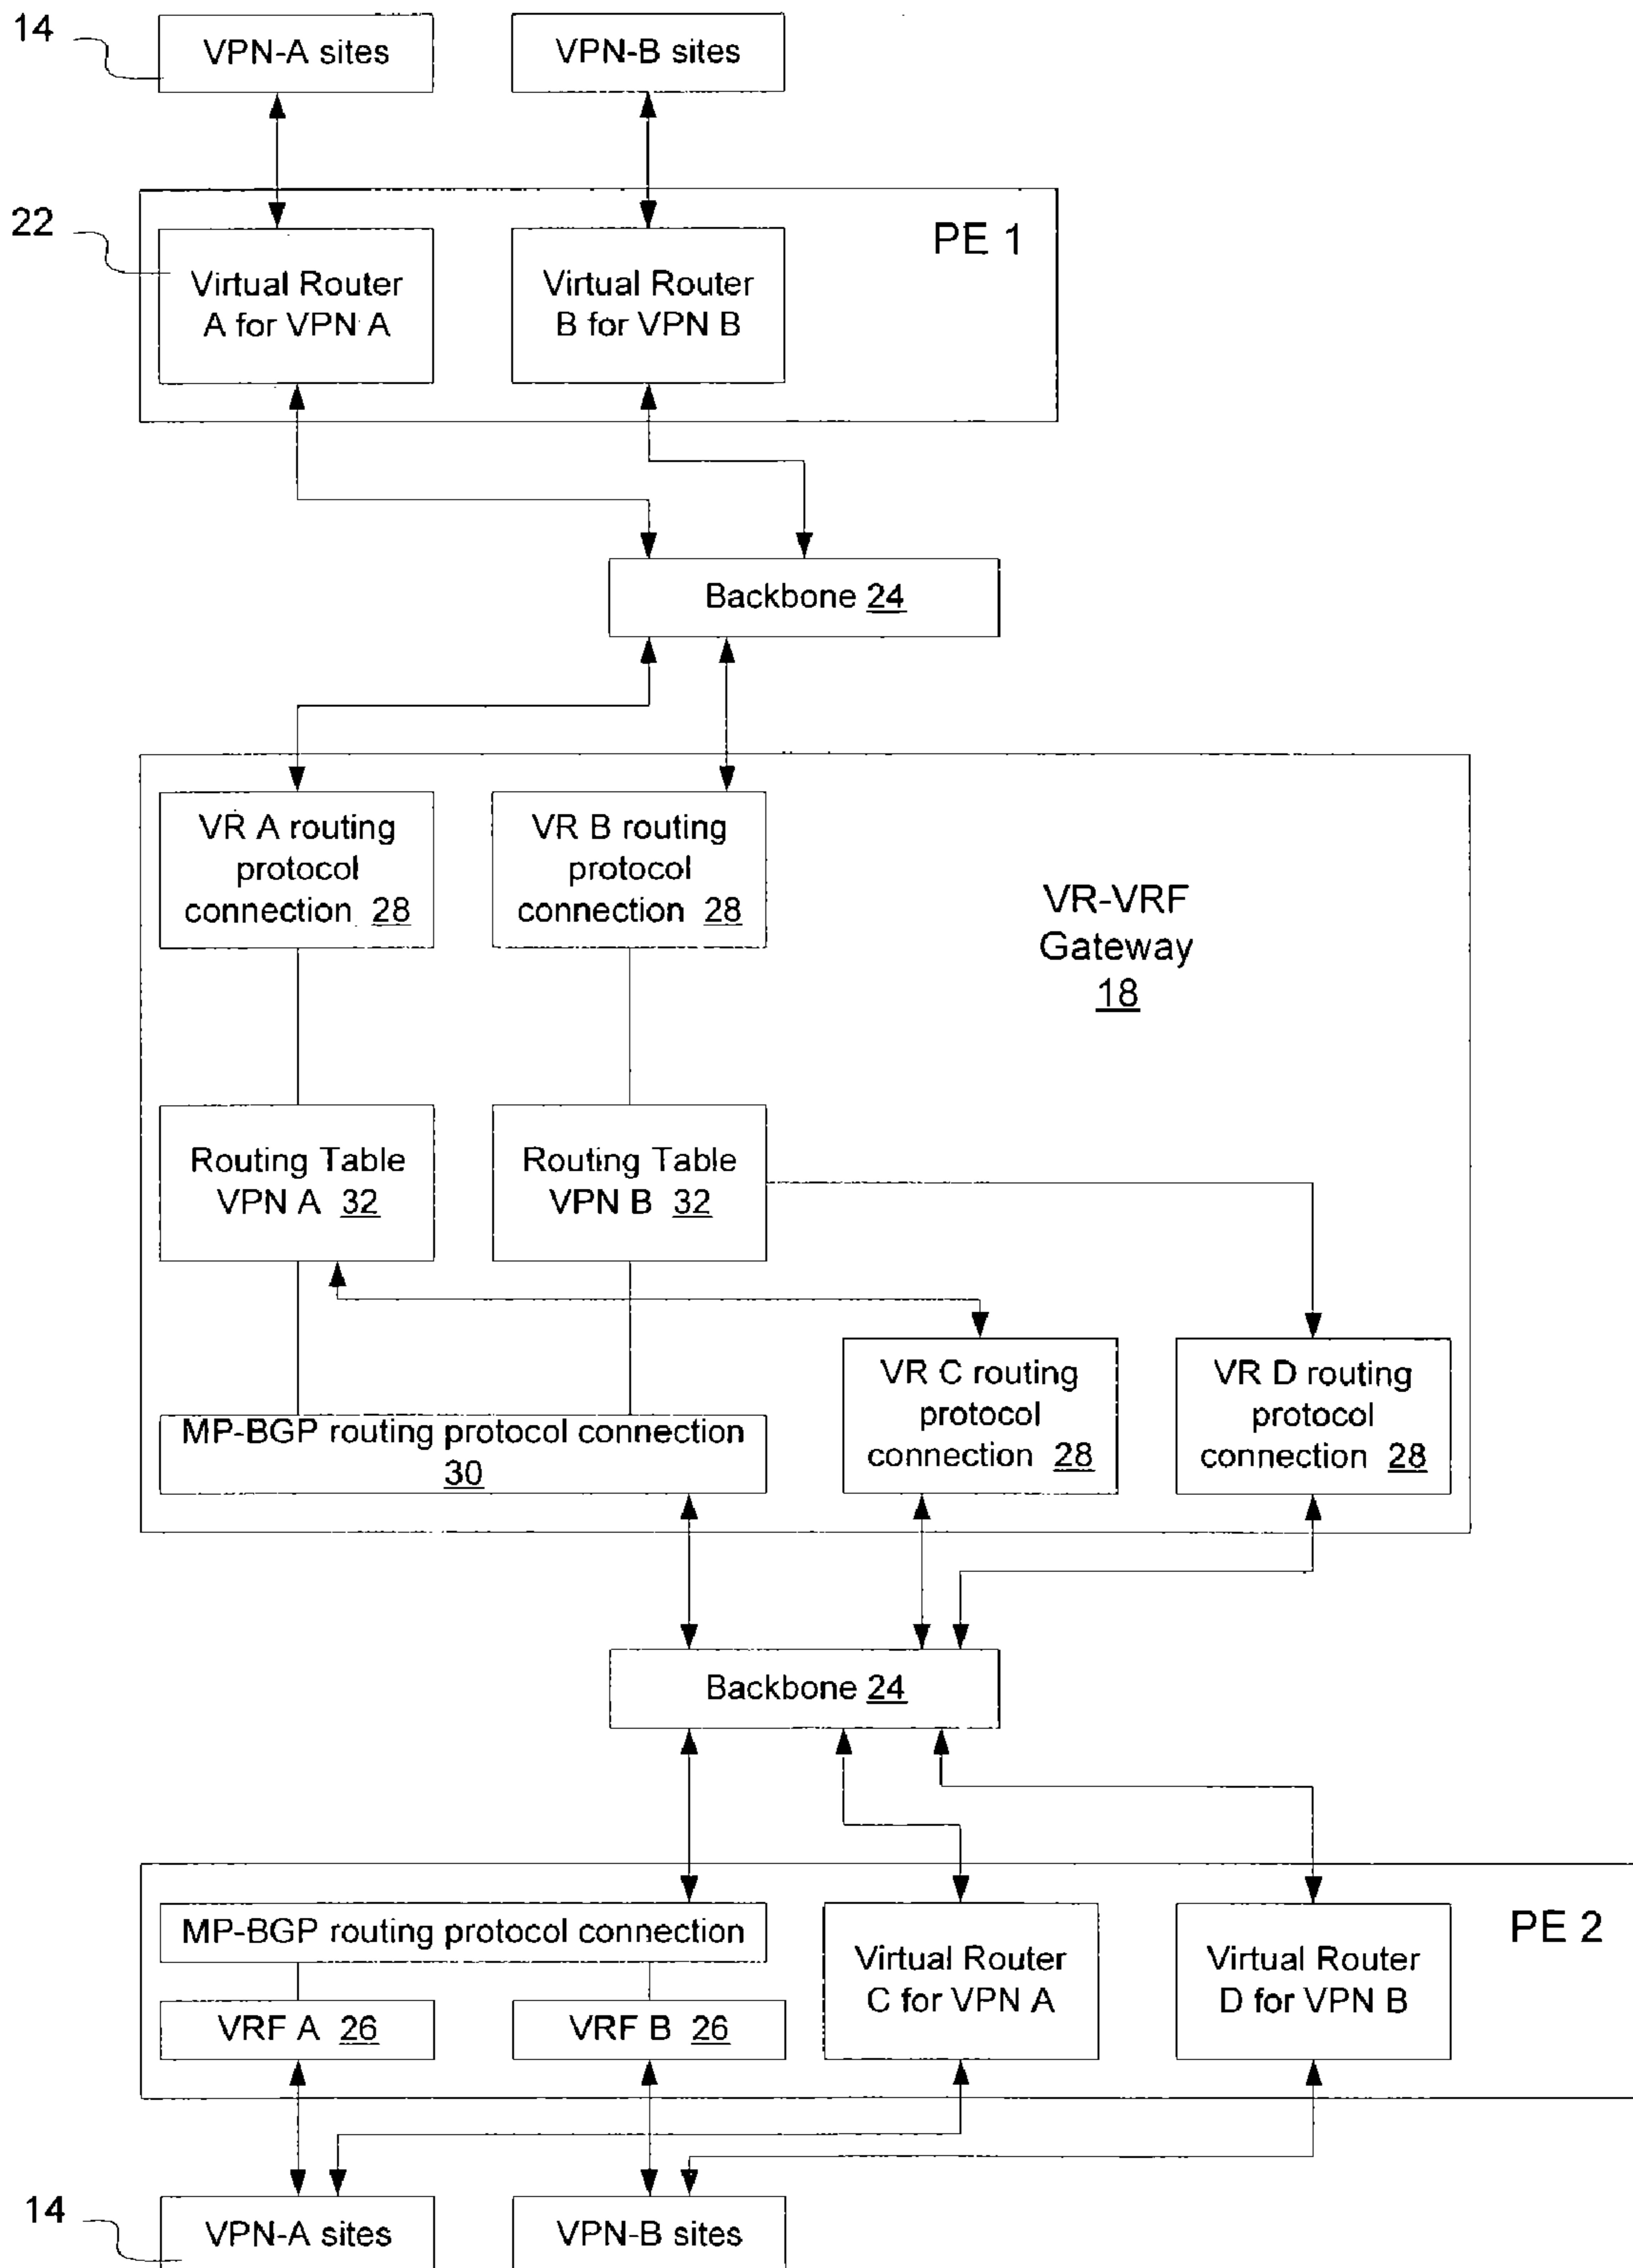 14
VPN-A sites
VPN-B sites
22
PE 1
Virtual Router
A for VPN A
Virtual Router
B for VPN B
Backbone 24
VR A routing
protocol
connection 28
VR B routing
protocol
connection 28
VR-VRF
Gateway
18
Routing Table
VPN A 32
Routing Table
VPN B 32
VR C routing
protocol
connection 28
VR D routing
protocol
connection 28
MP-BGP routing protocol connection
30
Backbone 24
PE 2
MP-BGP routing protocol connection
Virtual Router
C for VPN A
Virtual Router
D for VPN B
VRF A 26
VRF B 26
14
VPN-A sites
VPN-B sites